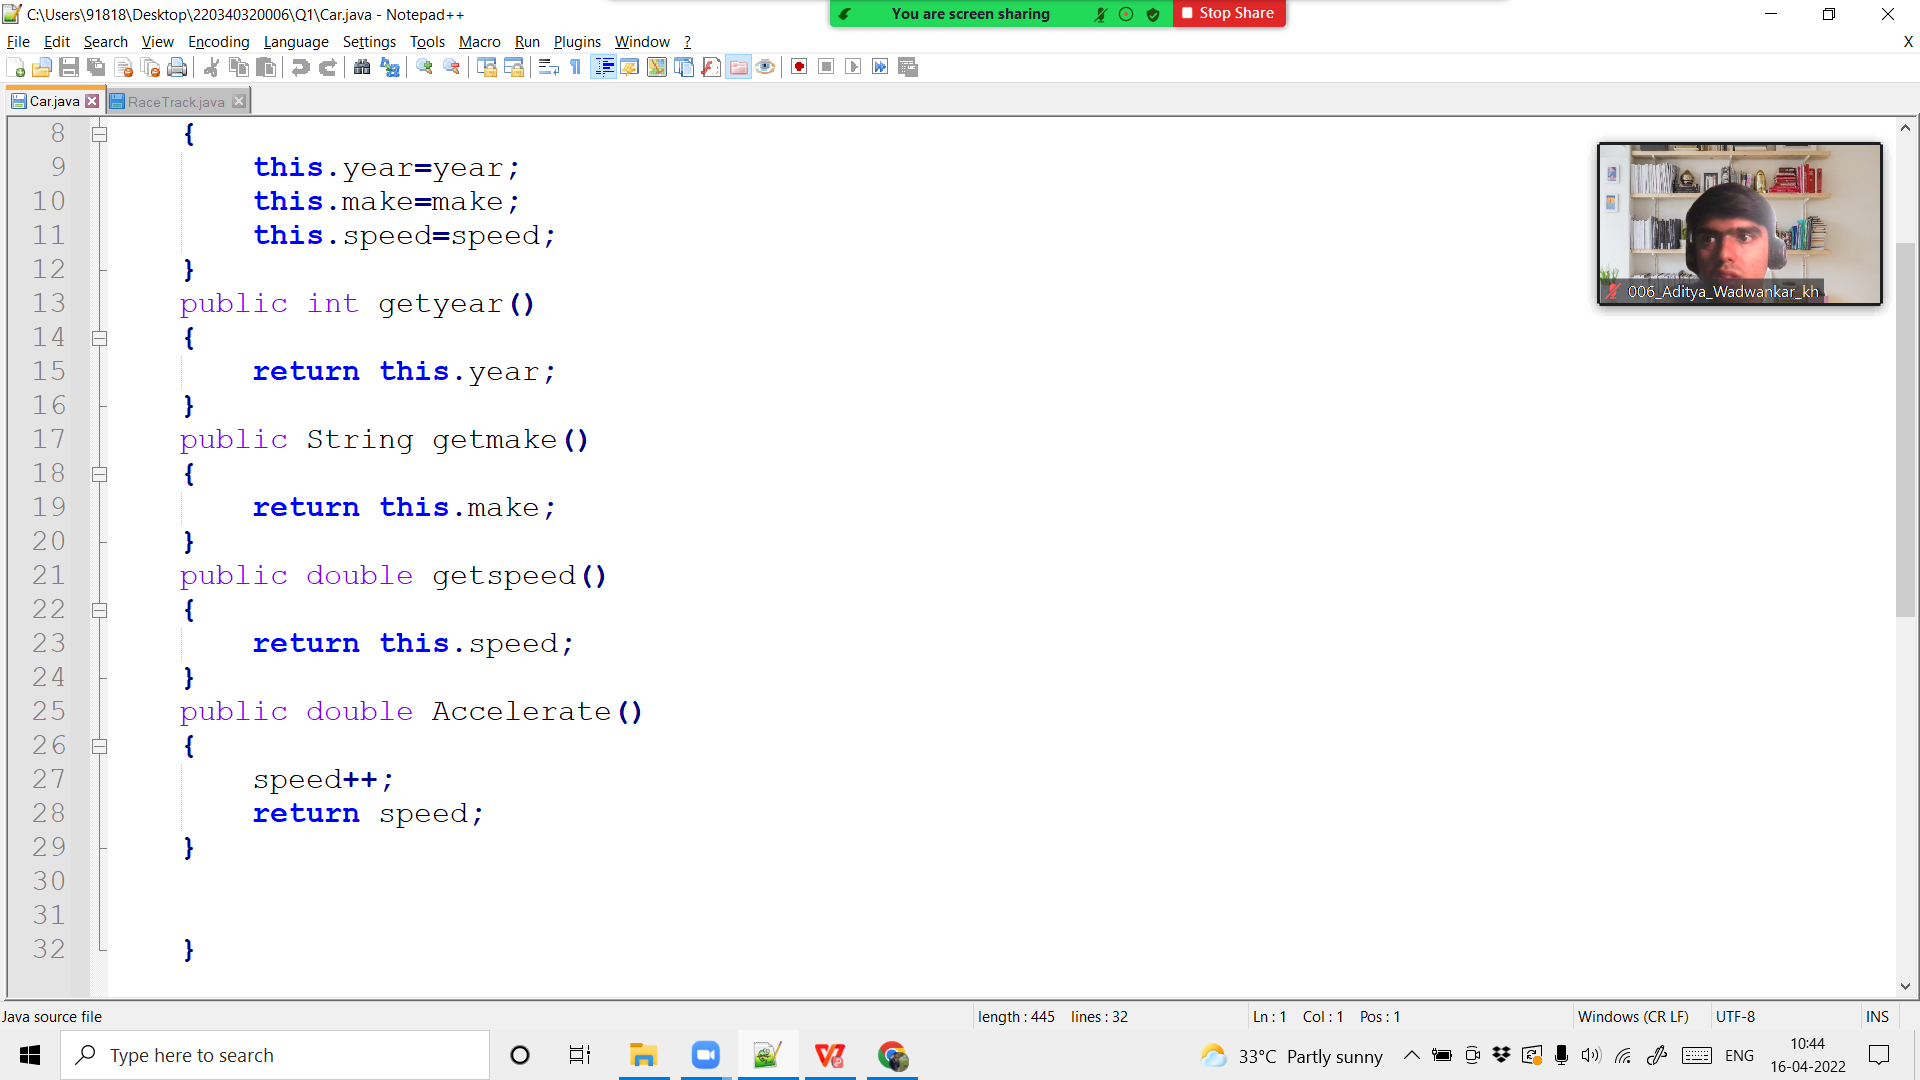 C:\Users\91818\Desktop\220340320006\Q1\Car.java - Notepad++
You are screen sharing
Stop Share
File Edit Search View Encoding Language Settings Tools Macro Run Plugins Window ?
X
Car.java
RaceTrack.java
8 {
9 this.year=year;
10 this.make=make;
11 this.speed=speed;
12 }
13 public int getyear()
14 {
15 return this.year;
16 }
17 public String getmake()
18 {
19 return this.make;
20 }
21 public double getspeed()
22 {
23 return this.speed;
24 }
25 public double Accelerate()
26 {
27 speed++;
28 return speed;
29 }
30
31
32 }
006_Aditya_Wadwankar_kh
Java source file
length : 445 lines : 32
Ln : 1 Col : 1 Pos : 1
Windows (CR LF)
UTF-8
INS
Type here to search
33°C Partly sunny
ENG
10:44
16-04-2022